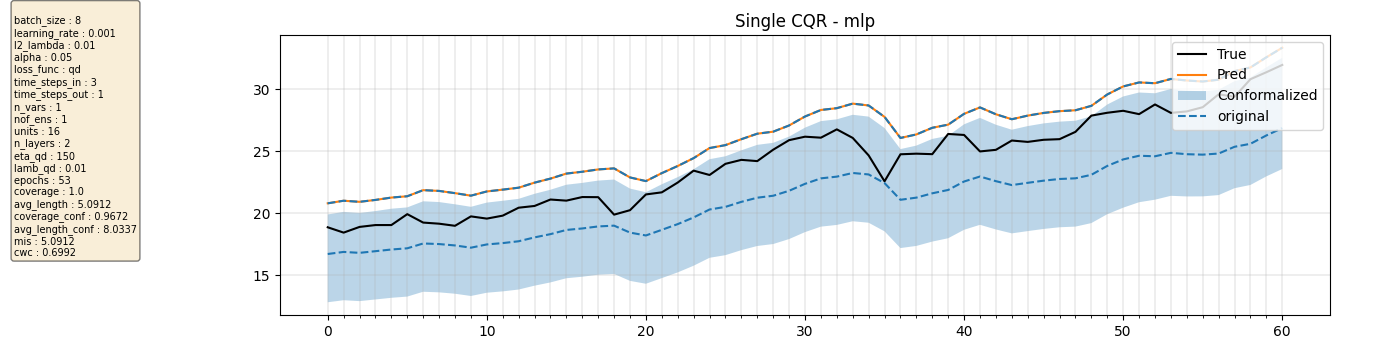 Single CQR - mlp
batch_size : 8
learning_rate : 0.001
l2_lambda : 0.01
alpha : 0.05
loss_func : qd
time_steps_in : 3
time_steps_out : 1
n_vars : 1
nof_ens : 1
units : 16
n_layers : 2
eta_qd : 150
lamb_qd : 0.01
epochs : 53
coverage : 1.0
avg_length : 5.0912
coverage_conf : 0.9672
avg_length_conf : 8.0337
mis : 5.0912
cwc : 0.6992
30
25
20
15
True
Pred
Conformalized
original
0 10 20 30 40 50 60